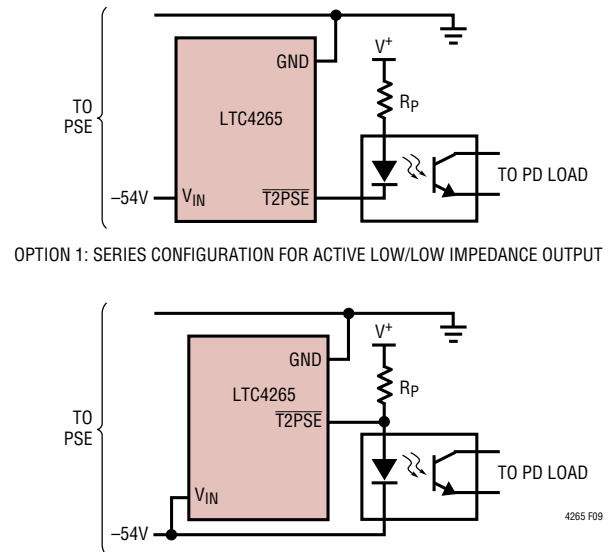 GND
V+
RP
TO
PSE
LTC4265
TO PD LOAD
–54V
VIN
T2PSE
OPTION 1: SERIES CONFIGURATION FOR ACTIVE LOW/LOW IMPEDANCE OUTPUT
V+
GND
RP
LTC4265
TO
PSE
T2PSE
TO PD LOAD
VIN
–54V
4265 F09